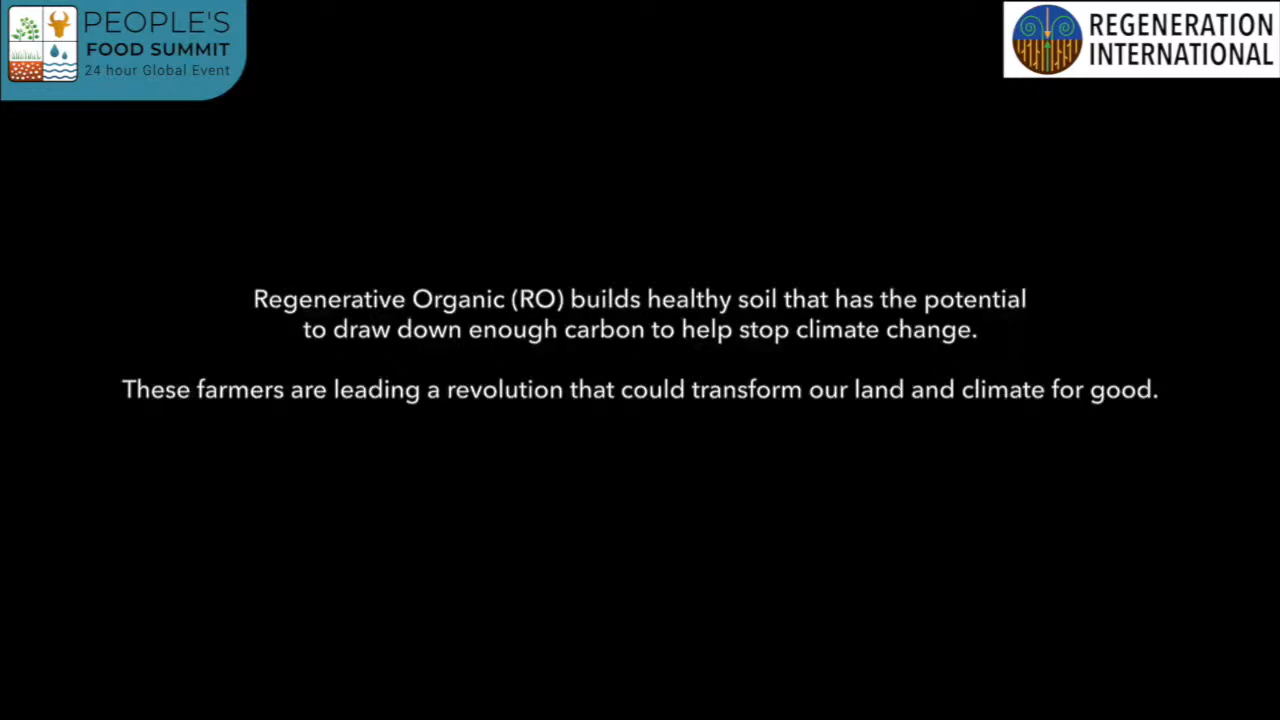 PEOPLE'S
FOOD SUMMIT
24 hour Global Event
REGENERATION
INTERNATIONAL
Regenerative Organic (RO) builds healthy soil that has the potential
to draw down enough carbon to help stop climate change.
These farmers are leading a revolution that could transform our land and climate for good.